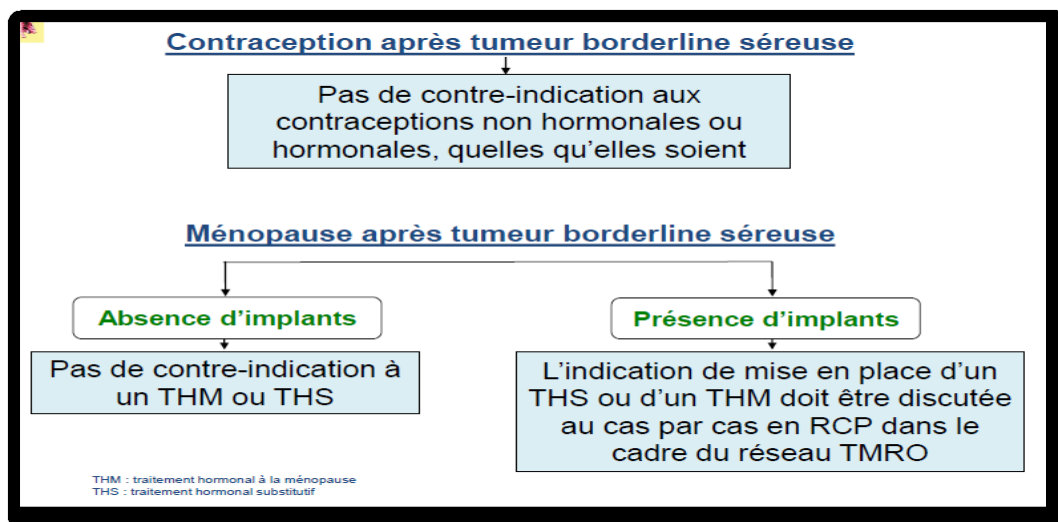 Contraception après tumeur borderline séreuse
Pas de contre-indication aux
contraceptions non hormonales ou
hormonales, quelles qu'elles soient
Ménopause après tumeur borderline séreuse
Absence d'implants
Pas de contre-indication à
un THM ou THS
Présence d'implants
L'indication de mise en place d'un
THS ou d'un THM doit être discutée
au cas par cas en RCP dans le
cadre du réseau TMRO
THM : traitement hormonal à la ménopause
THS : traitement hormonal substitutif